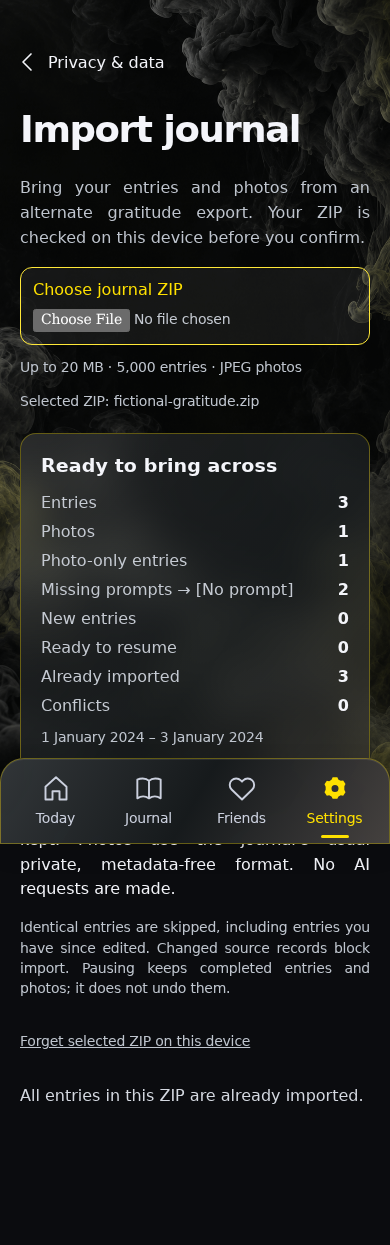 Privacy & data
Import journal
Bring your entries and photos from an
alternate gratitude export. Your ZIP is
checked on this device before you confirm.
Choose journal ZIP
Choose File No file chosen
Up to 20 MB · 5,000 entries · JPEG photos
Selected ZIP: fictional-gratitude.zip
Ready to bring across
Entries 3
Photos 1
Photo-only entries 1
Missing prompts → [No prompt] 2
New entries 0
Ready to resume 0
Already imported 3
Conflicts 0
1 January 2024 – 3 January 2024
Today Journal Friends Settings
private, metadata-free format. No AI
requests are made.
Identical entries are skipped, including entries you
have since edited. Changed source records block
import. Pausing keeps completed entries and
photos; it does not undo them.
Forget selected ZIP on this device
All entries in this ZIP are already imported.